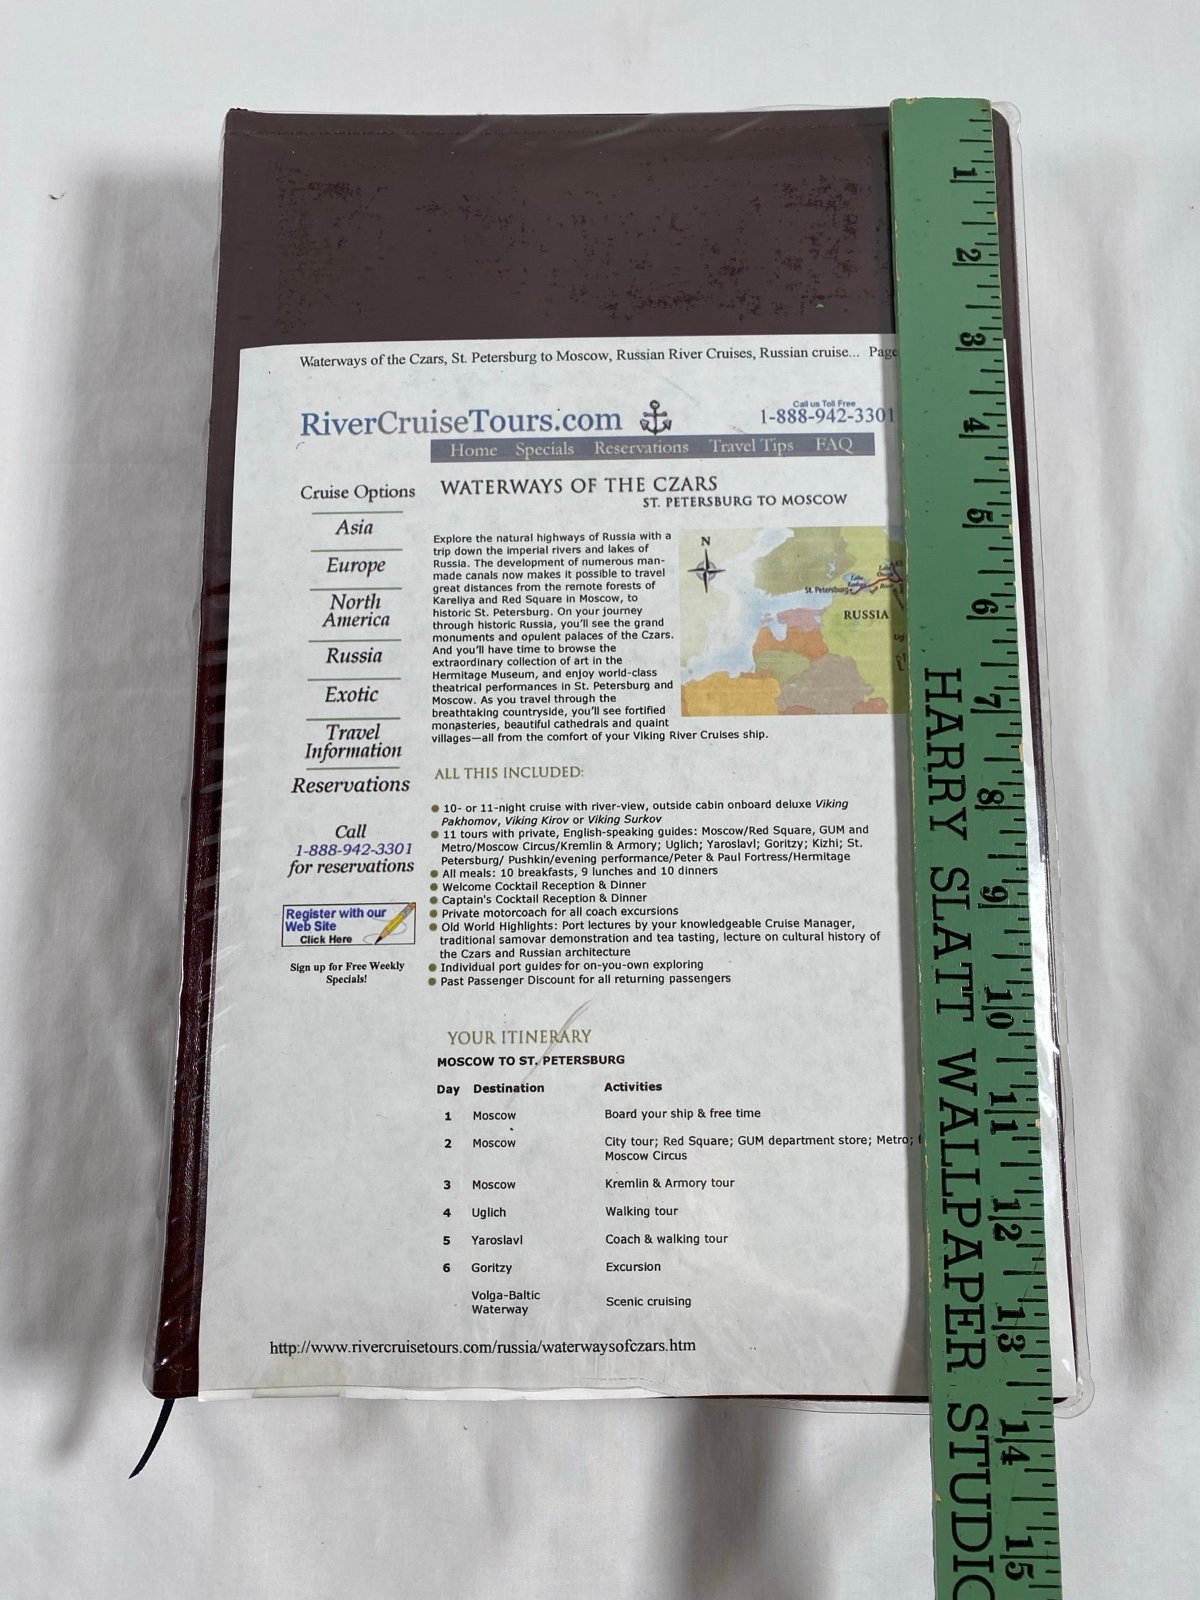 Waterways of the Czars, St. Petersburg to Moscow, Russian River Cruises, Russian cruise... Page
RiverCruiseTours.com
Call us Toll Free
1-888-942-3301
Home Specials Reservations Travel Tips FAQ
Cruise Options
Asia
Europe
North
America
Russia
Exotic
Travel
Information
Reservations
Call
1-888-942-3301
for reservations
Register with our
Web Site
Click Here
Sign up for Free Weekly
Specials!
WATERWAYS OF THE CZARS
ST. PETERSBURG TO MOSCOW
Explore the natural highways of Russia with a
trip down the imperial rivers and lakes of
Russia. The development of numerous man-
made canals now makes it possible to travel
great distances from the remote forests of
Kareliya and Red Square in Moscow, to
historic St. Petersburg. On your journey
through historic Russia, you'll see the grand
monuments and opulent palaces of the Czars.
And you'll have time to browse the
extraordinary collection of art in the
Hermitage Museum, and enjoy world-class
theatrical performances in St. Petersburg and
Moscow. As you travel through the
breathtaking countryside, you'll see fortified
monasteries, beautiful cathedrals and quaint
villages—all from the comfort of your Viking River Cruises ship.
N
St. Petersburg
RUSSIA
ALL THIS INCLUDED:
10- or 11-night cruise with river-view, outside cabin onboard deluxe Viking
Pakhomov, Viking Kirov or Viking Surkov
11 tours with private, English-speaking guides: Moscow/Red Square, GUM and
Metro/Moscow Circus/Kremlin & Armory; Uglich; Yaroslavl; Goritzy; Kizhi; St.
Petersburg/ Pushkin/evening performance/Peter & Paul Fortress/Hermitage
All meals: 10 breakfasts, 9 lunches and 10 dinners
Welcome Cocktail Reception & Dinner
Captain's Cocktail Reception & Dinner
Private motorcoach for all coach excursions
Old World Highlights: Port lectures by your knowledgeable Cruise Manager,
traditional samovar demonstration and tea tasting, lecture on cultural history of
the Czars and Russian architecture
Individual port guides for on-you-own exploring
Past Passenger Discount for all returning passengers
YOUR ITINERARY
MOSCOW TO ST. PETERSBURG
Day Destination Activities
1 Moscow Board your ship & free time
2 Moscow City tour; Red Square; GUM department store; Metro;
Moscow Circus
3 Moscow Kremlin & Armory tour
4 Uglich Walking tour
5 Yaroslavl Coach & walking tour
6 Goritzy Excursion
Volga-Baltic
Waterway Scenic cruising
http://www.rivercruisetours.com/russia/waterwaysofczars.htm
1
2
3
4
5
6
7
8
9
10
11
12
13
14
15
HARRY SLATT WALLPAPER STUDIO